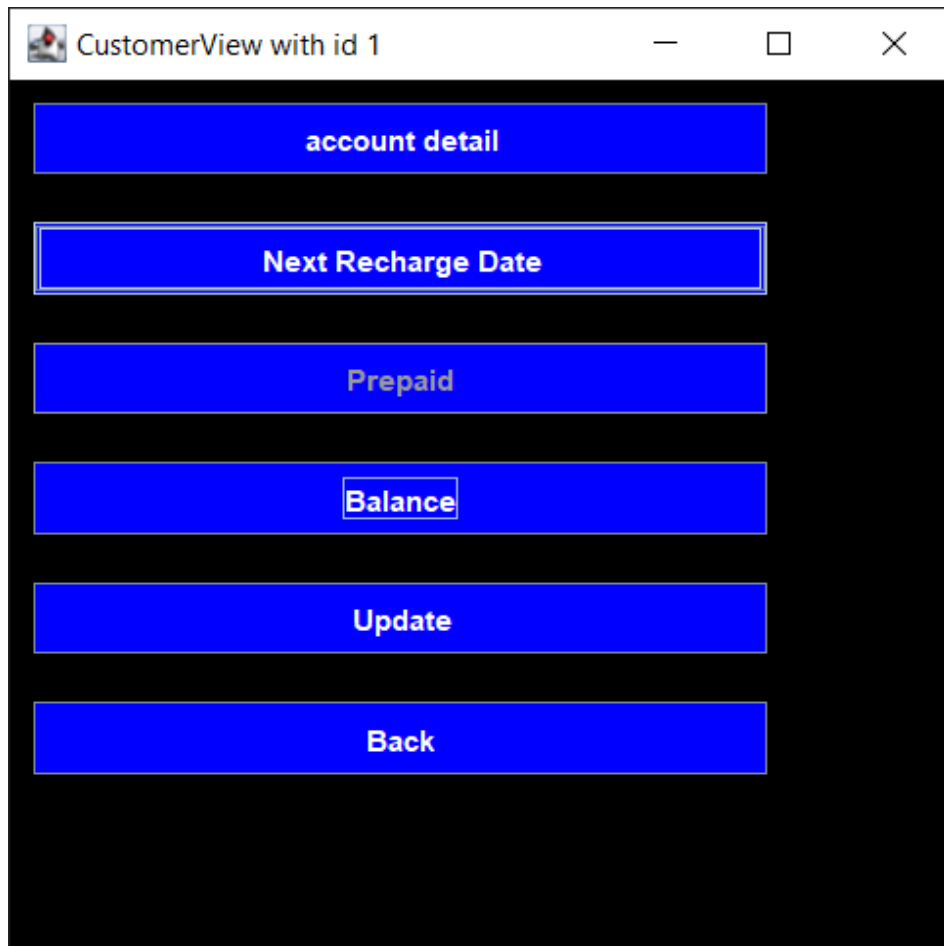 CustomerView with id 1
account detail
Next Recharge Date
Prepaid
Balance
Update
Back